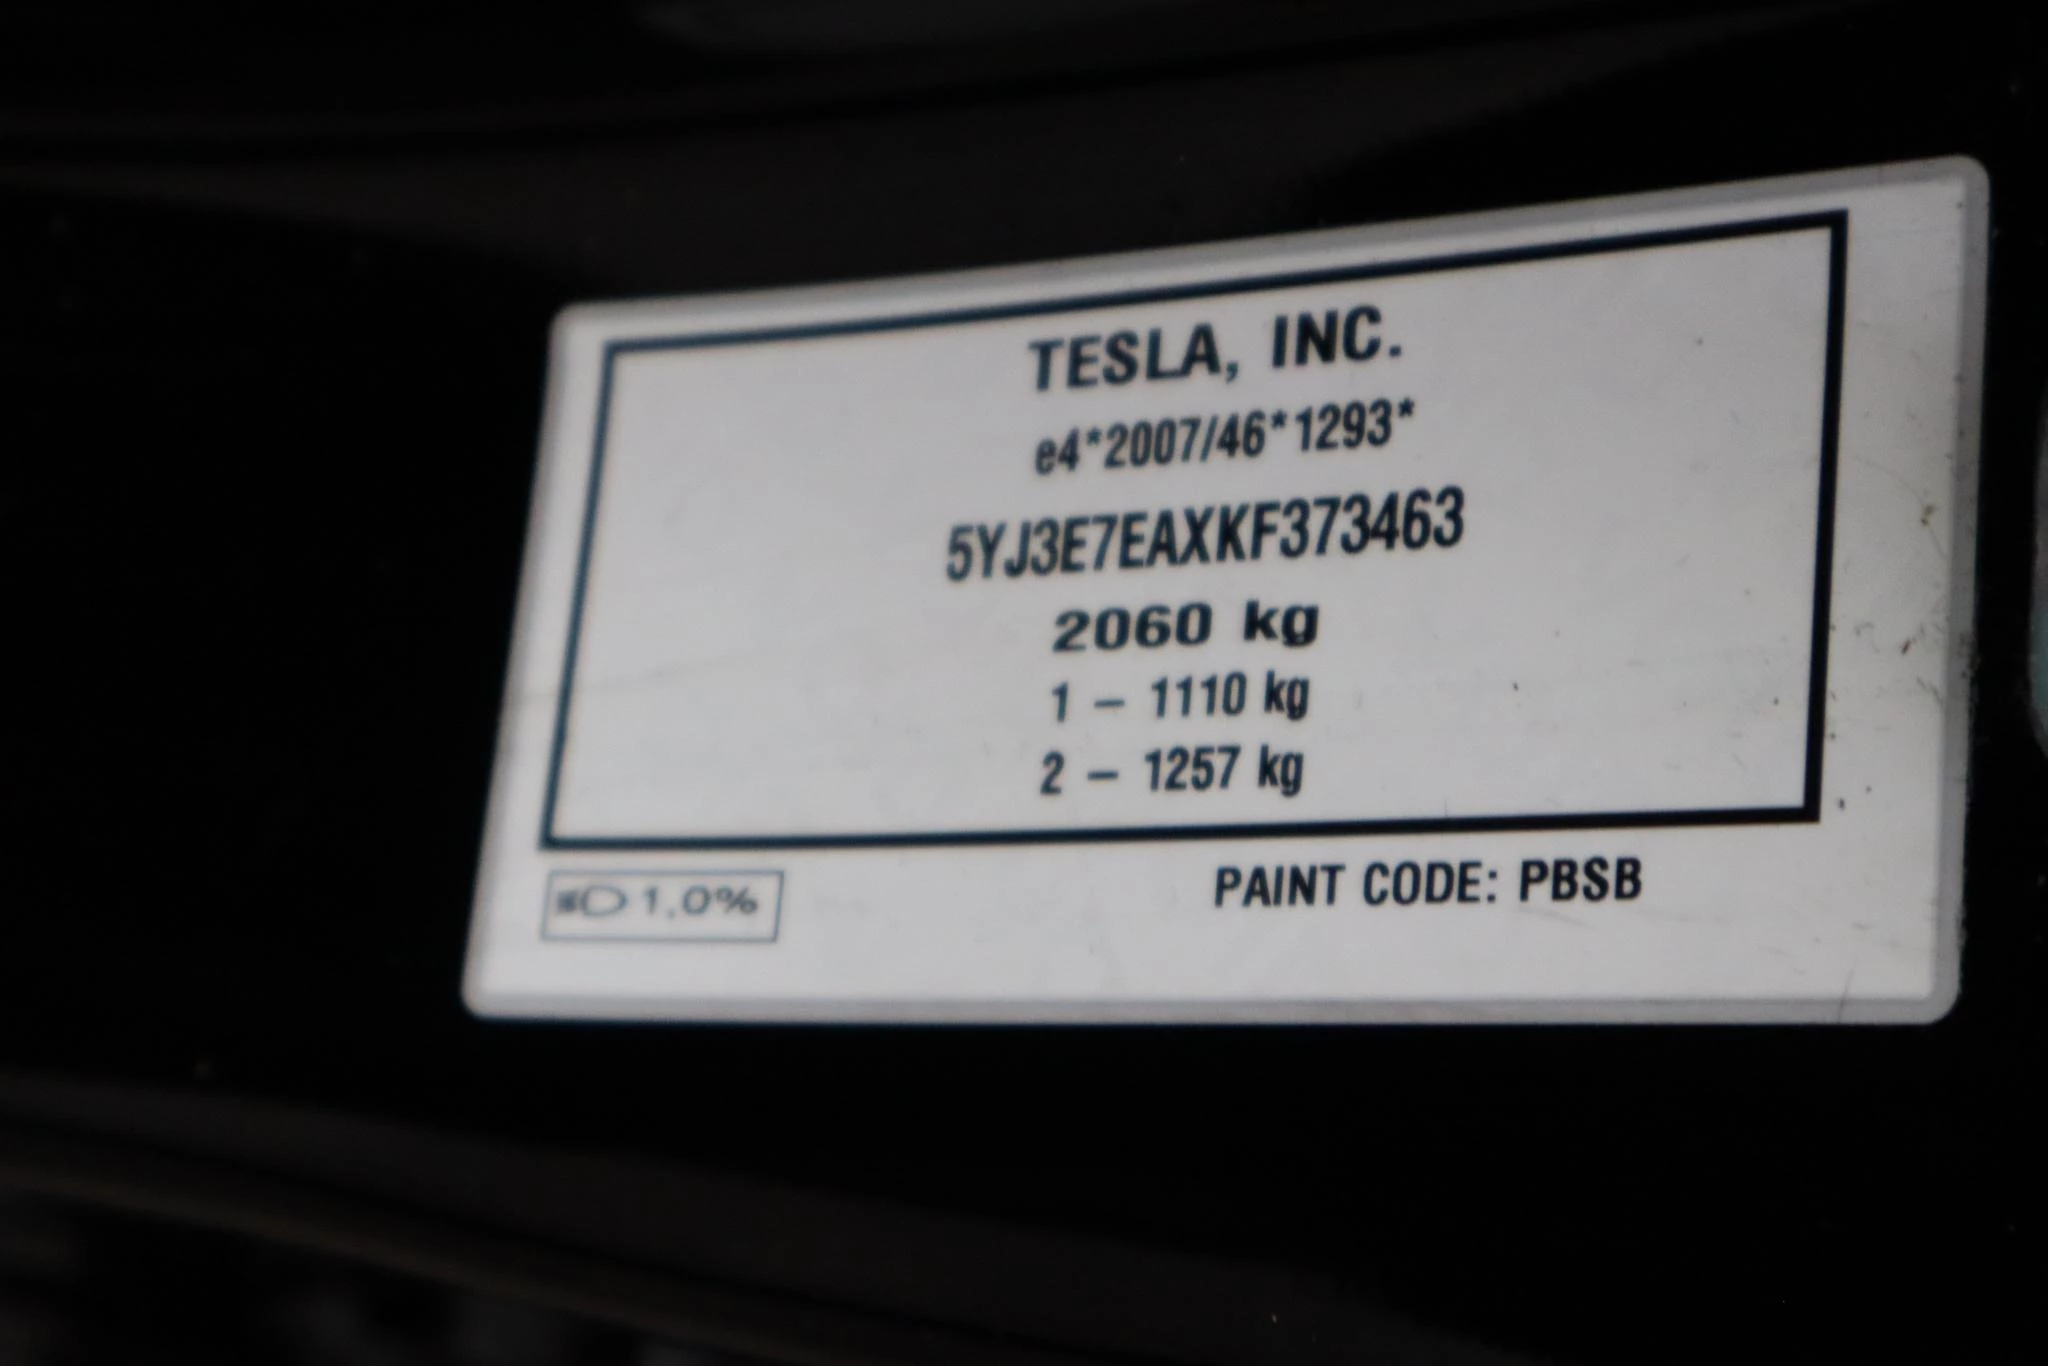 TESLA, INC.
e4*2007/46*1293*
5YJ3E7EAXKF373463
2060 kg
1 – 1110 kg
2 – 1257 kg
1,0%
PAINT CODE: PBSB